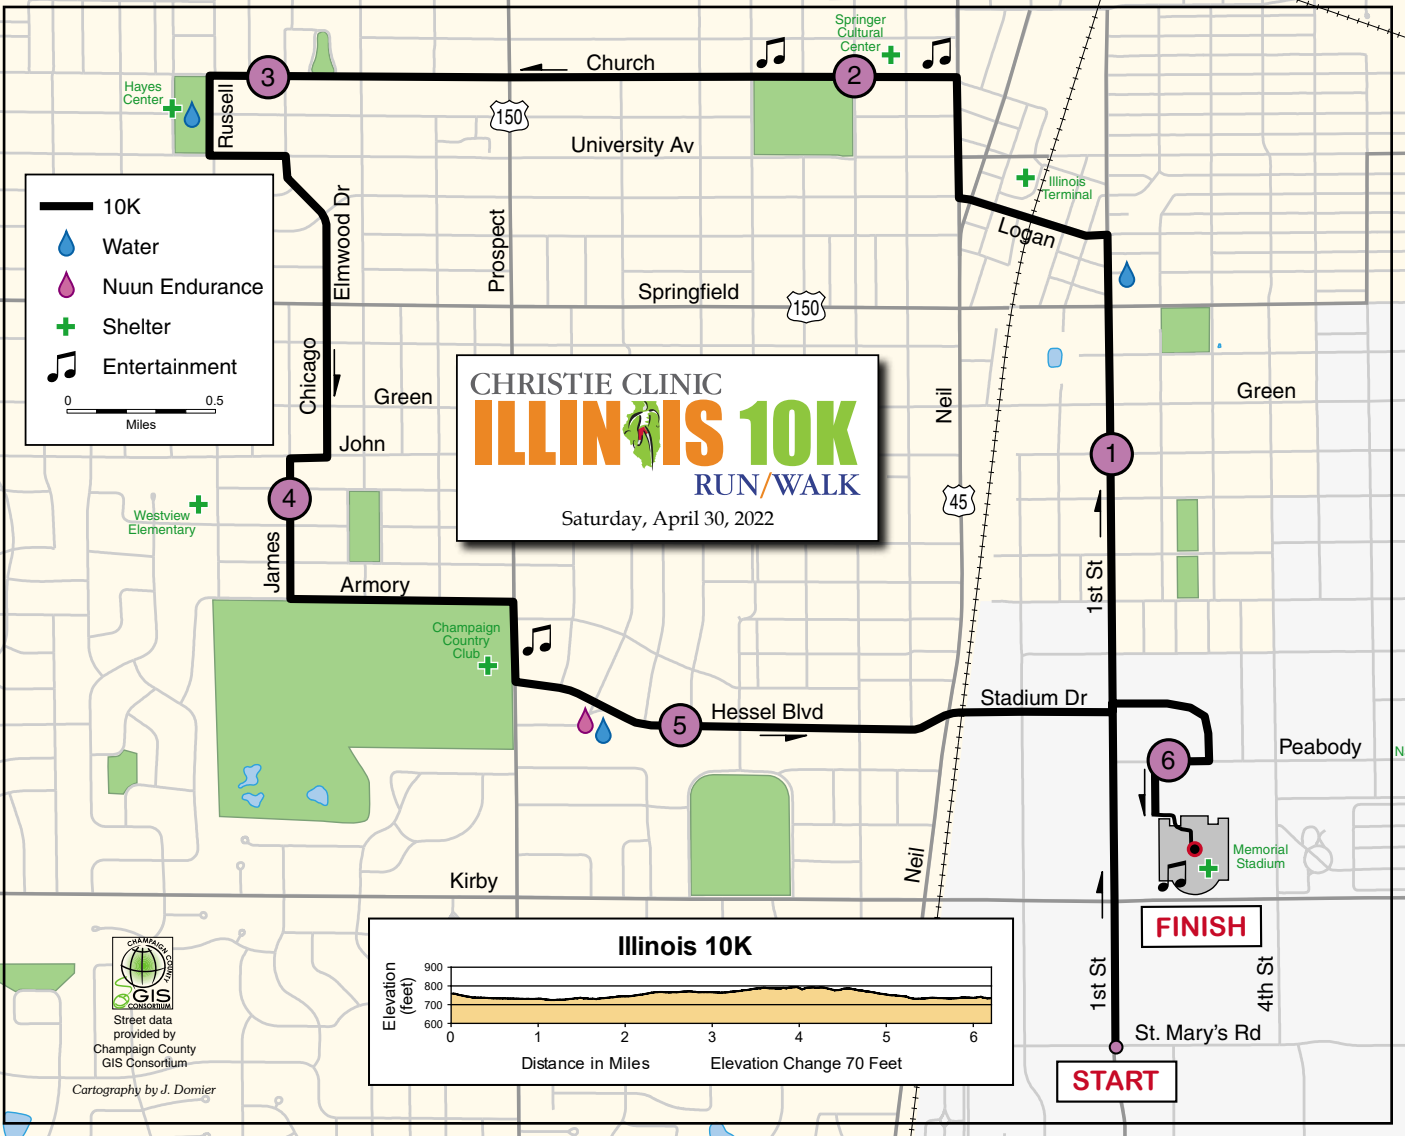 Springer
Cultural
Center
Church
3
2
Hayes
Center
Russell
150
University Av
Illinois
Terminal
10K
Water
Nuun Endurance
Shelter
Entertainment
0
0.5
Miles
Elmwood Dr
Prospect
Logan
Springfield
150
Chicago
Green
John
CHRISTIE CLINIC
ILLINOIS 10K
RUN/WALK
Saturday, April 30, 2022
Neil
Green
1
4
45
Westview
Elementary
James
Armory
1st St
Champaign
Country
Club
5
Hessel Blvd
Stadium Dr
6
Peabody
N
Memorial
Stadium
Kirby
Neil
FINISH
CHAMPAIGN COUNTY
GIS
CONSORTIUM
Street data
provided by
Champaign County
GIS Consortium
Cartography by J. Domier
Illinois 10K
Elevation
(feet)
900
800
700
600
0
1
2
3
4
5
6
Distance in Miles
Elevation Change 70 Feet
1st St
4th St
St. Mary's Rd
START